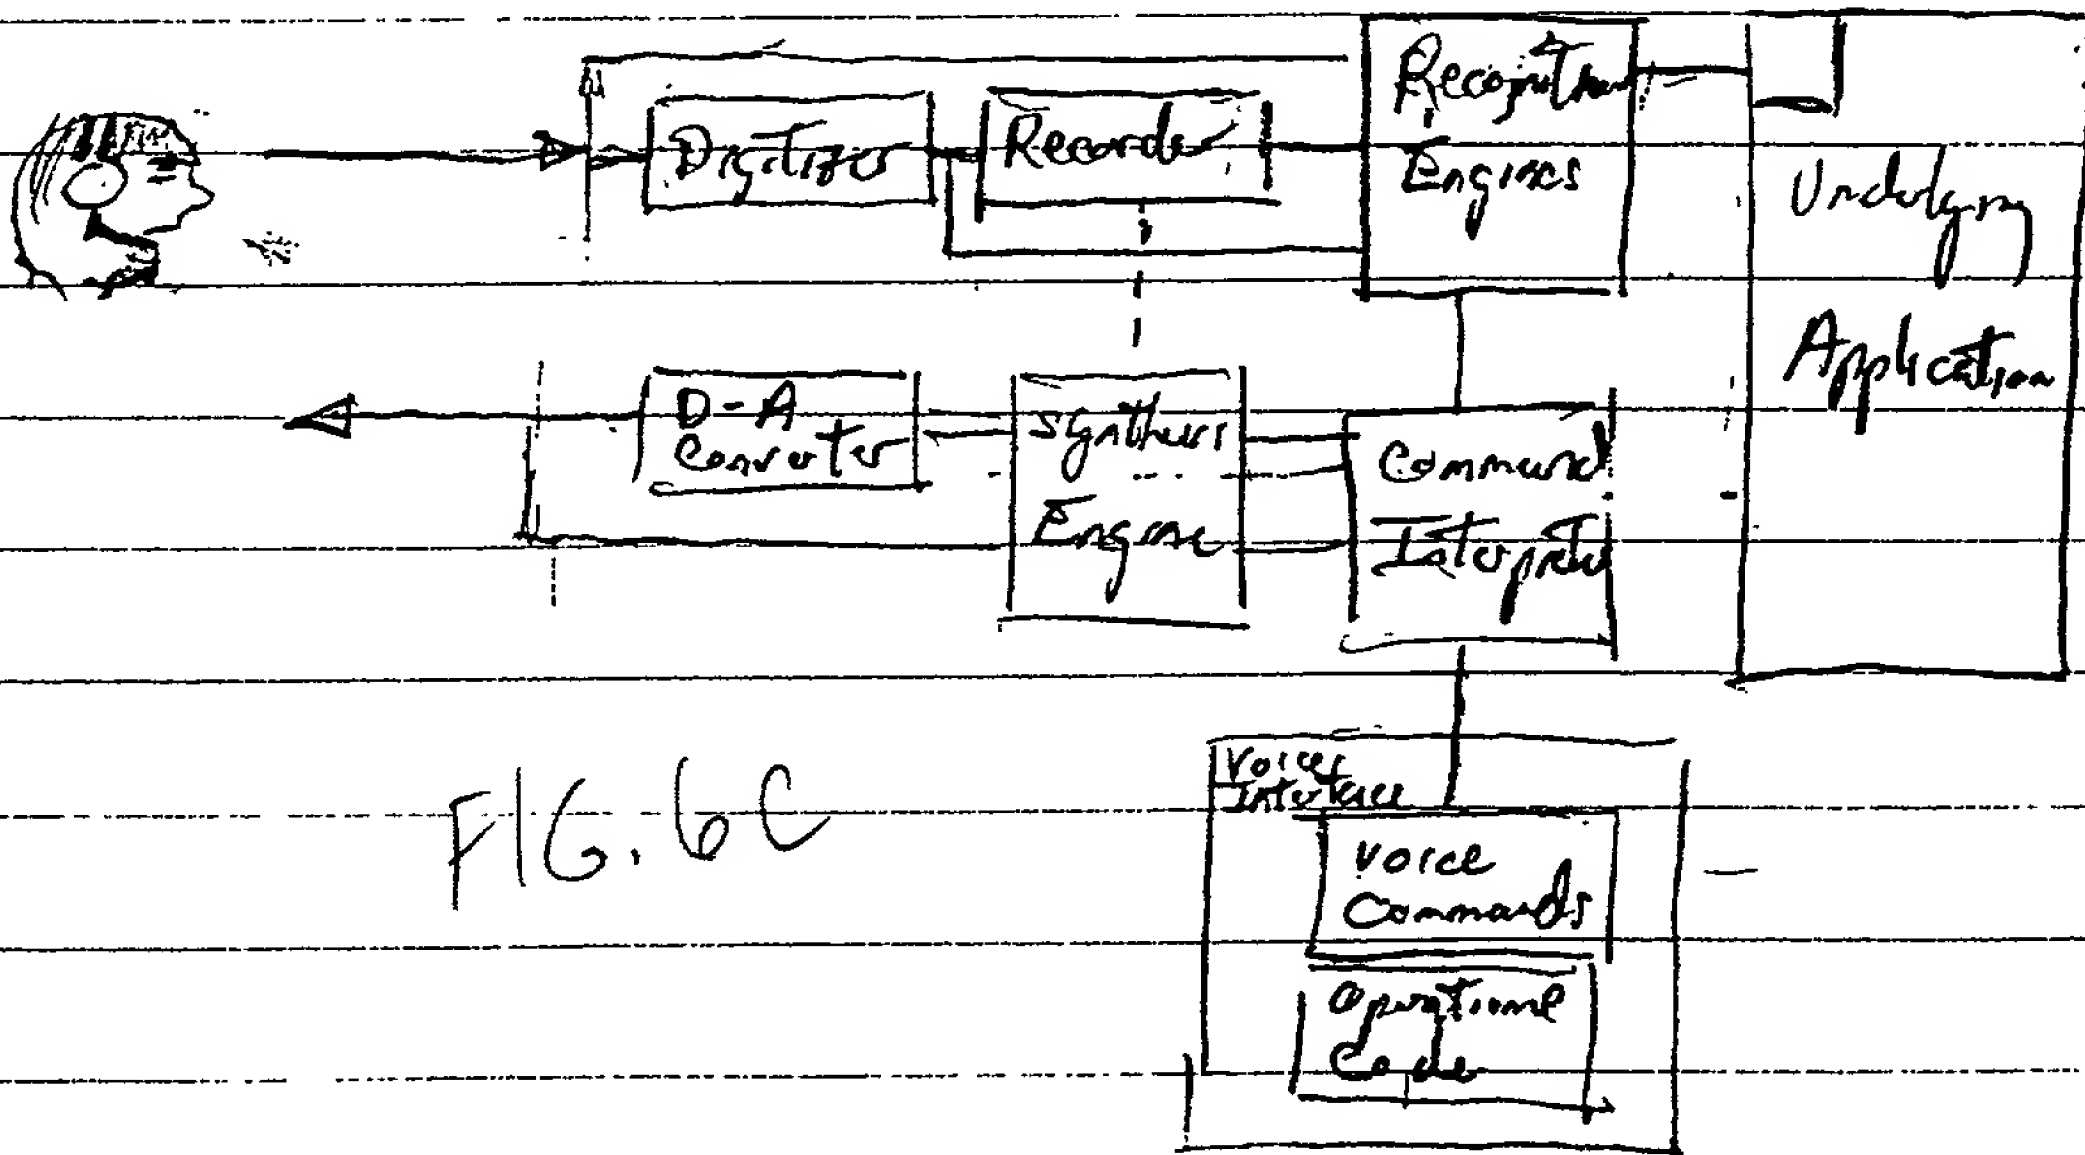 Digitizer
Recorder
Recognition
Engines
Underlying
Application
D-A
Converter
Synthesis
Engine
Command
Interpreter
Voice
Interface
Voice
Commands
Operational
Code
FIG. 6C